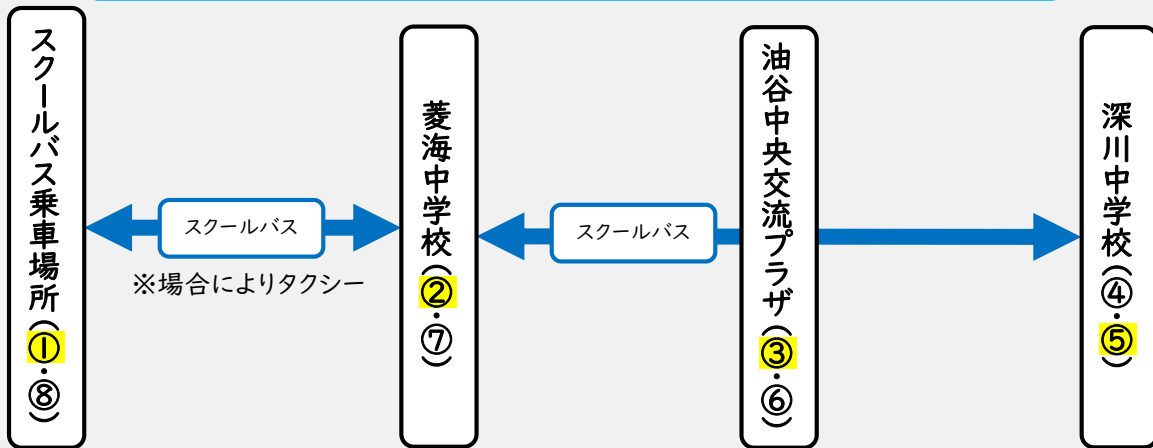 スクールバス乗車場所(①・⑧)
スクールバス
※場合によりタクシー
菱海中学校(②・⑦)
スクールバス
油谷中央交流プラザ(③・⑥)
深川中学校(④・⑤)